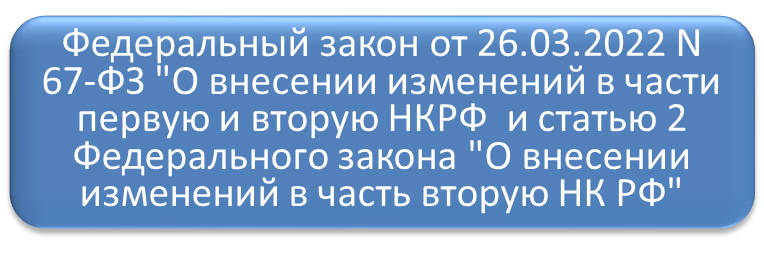 Федеральный закон от 26.03.2022 N
67-ФЗ "О внесении изменений в части
первую и вторую НКРФ и статью 2
Федерального закона "О внесении
изменений в часть вторую НК РФ"